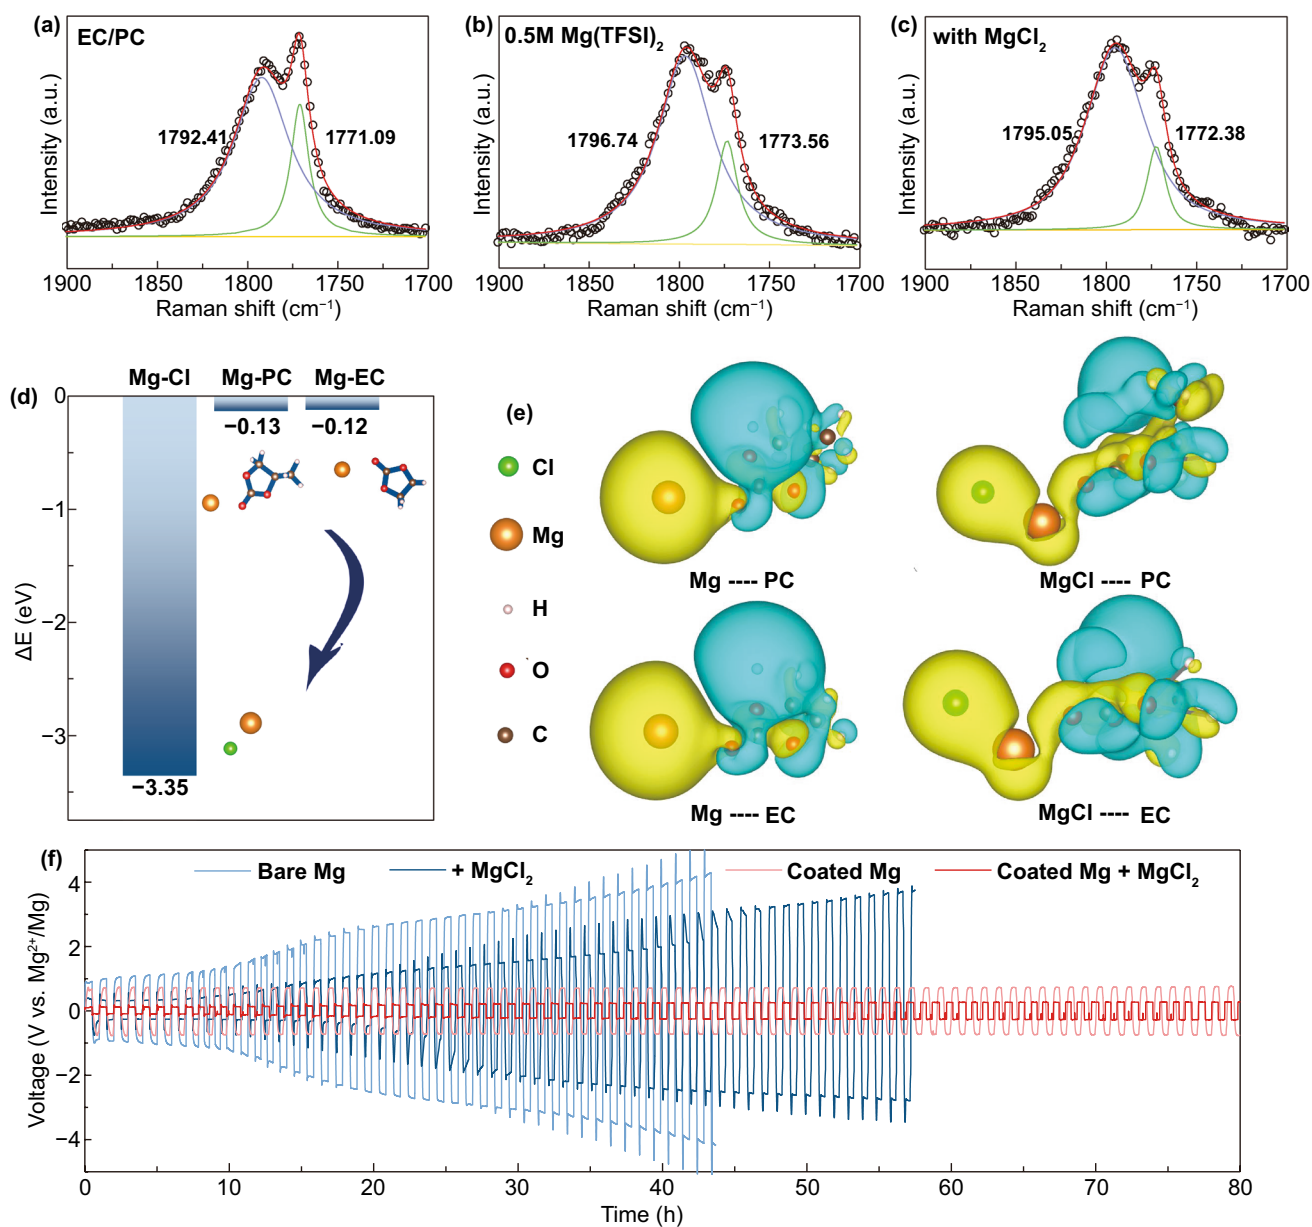 (a) EC/PC
1792.41
1771.09
Intensity (a.u.)
1900 1850 1800 1750 1700
Raman shift (cm⁻¹)
(b) 0.5M Mg(TFSI)₂
1796.74
1773.56
Intensity (a.u.)
1900 1850 1800 1750 1700
Raman shift (cm⁻¹)
(c) with MgCl₂
1795.05
1772.38
Intensity (a.u.)
1900 1850 1800 1750 1700
Raman shift (cm⁻¹)
(d)
Mg-Cl Mg-PC Mg-EC
−0.13
−0.12
−3.35
0
−1
−2
−3
ΔE (eV)
(e)
Cl
Mg
H
O
C
Mg ---- PC
MgCl ---- PC
Mg ---- EC
MgCl ---- EC
(f)
Bare Mg
+ MgCl₂
Coated Mg
Coated Mg + MgCl₂
4
2
0
−2
−4
Voltage (V vs. Mg²⁺/Mg)
0 10 20 30 40 50 60 70 80
Time (h)